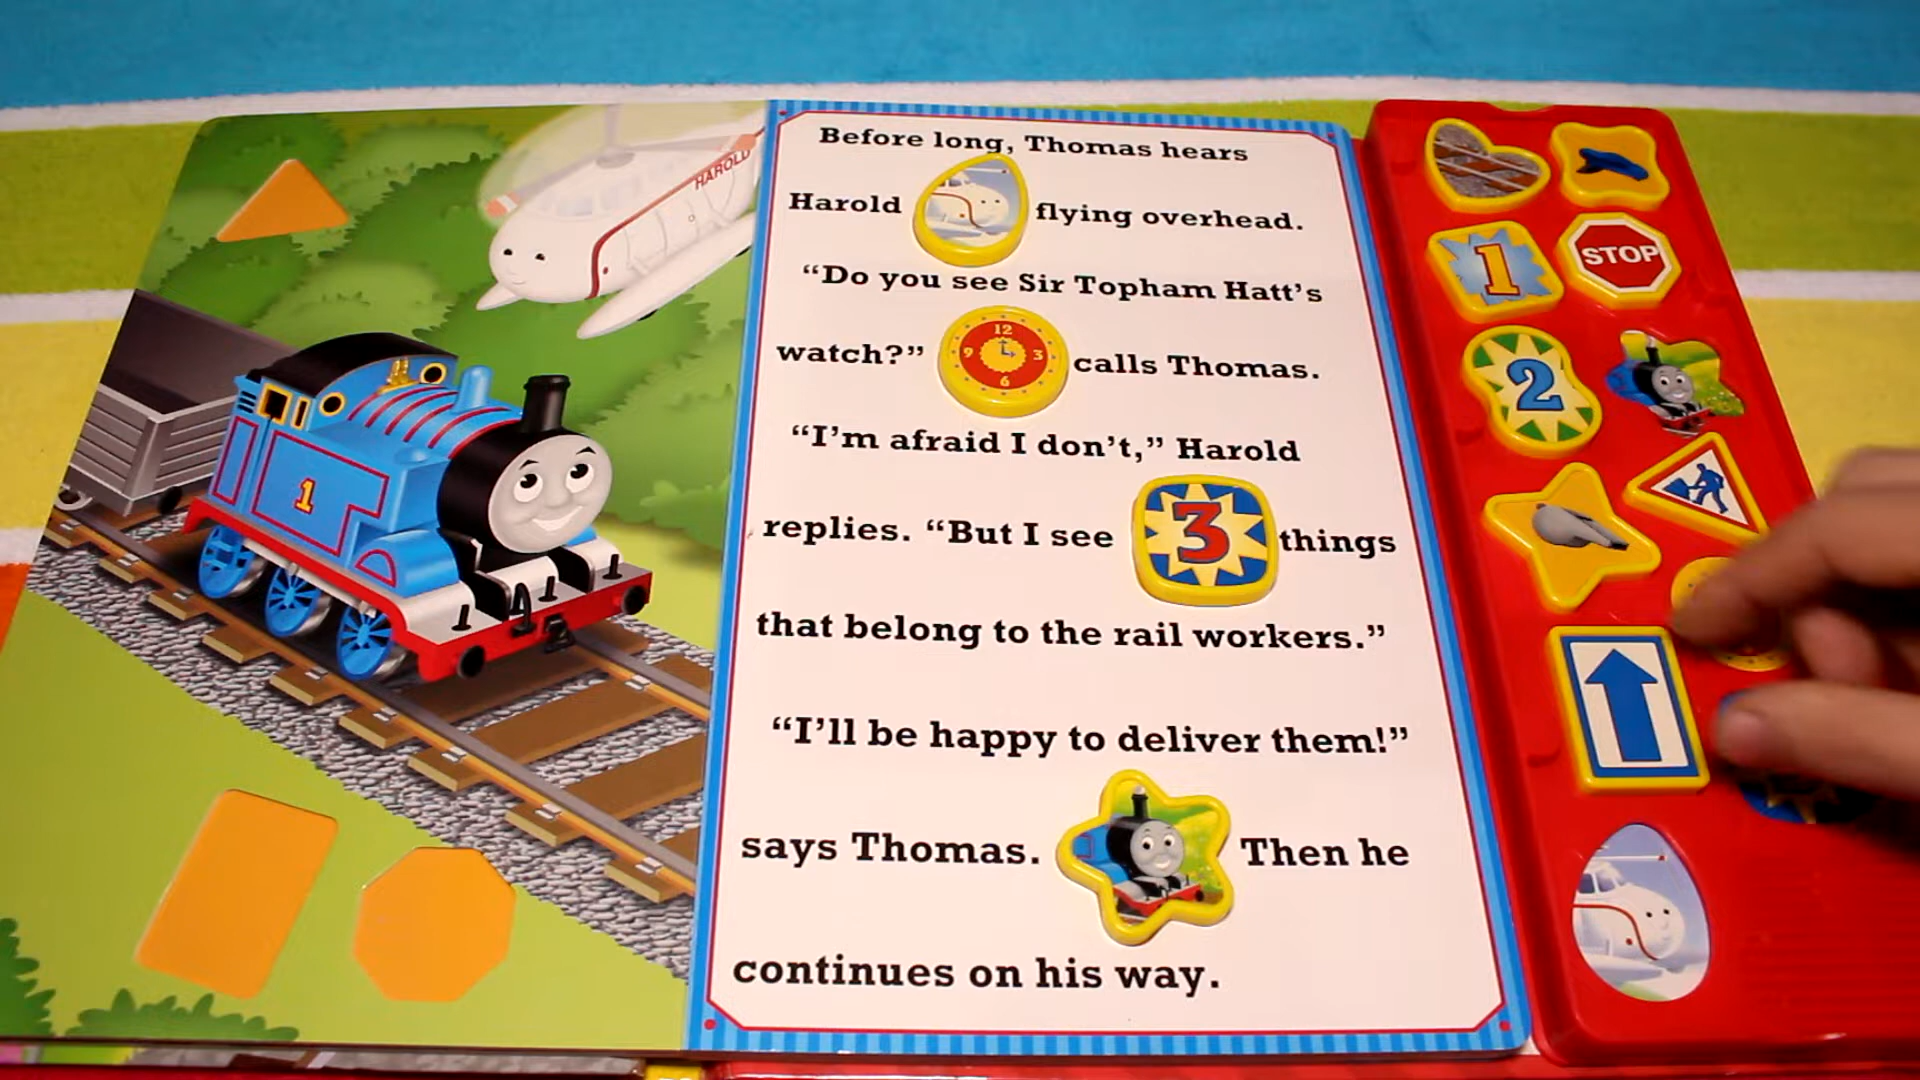 HAROLD
1
Before long, Thomas hears
Harold flying overhead.
“Do you see Sir Topham Hatt’s
watch?” 12 3 6 9 calls Thomas.
“I’m afraid I don’t,” Harold
replies. “But I see 3 things
that belong to the rail workers.”
“I’ll be happy to deliver them!”
says Thomas. Then he
continues on his way.
1
STOP
2